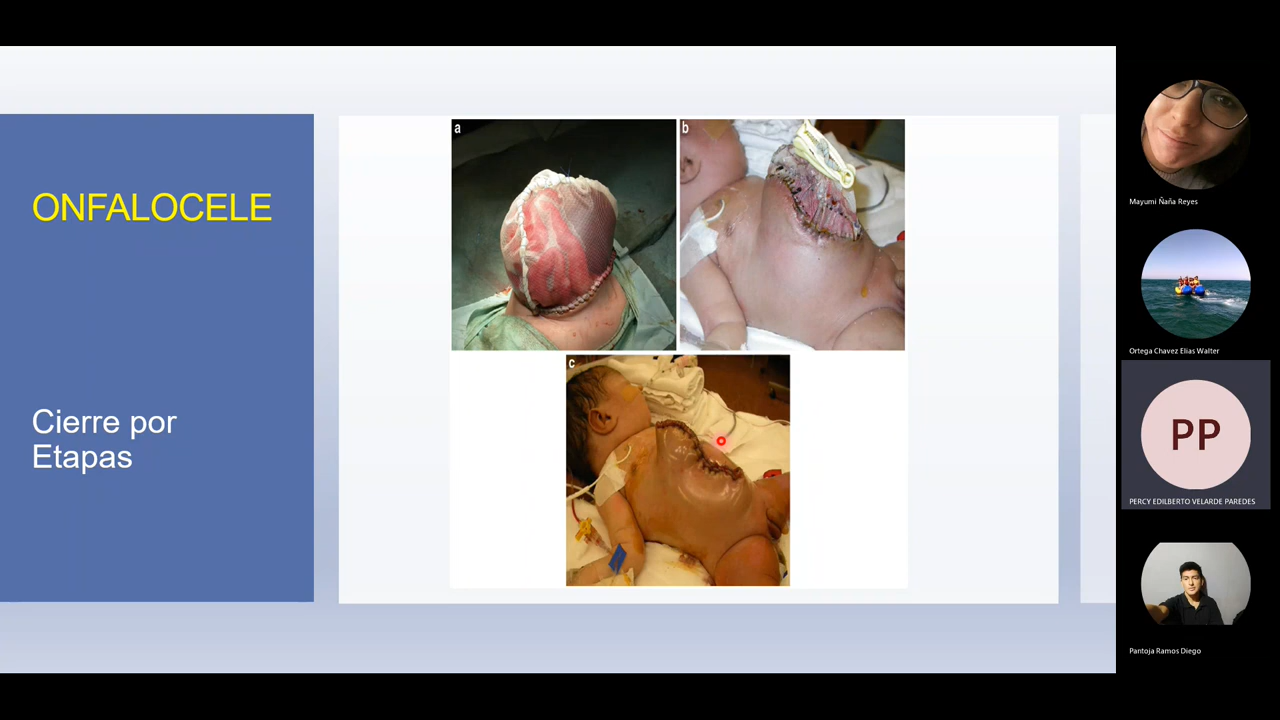 ONFALOCELE
Cierre por
Etapas
a
b
c
Mayumi Ñaña Reyes
Ortega Chavez Elias Walter
PP
PERCY EDILBERTO VELARDE PAREDES
Pantoja Ramos Diego